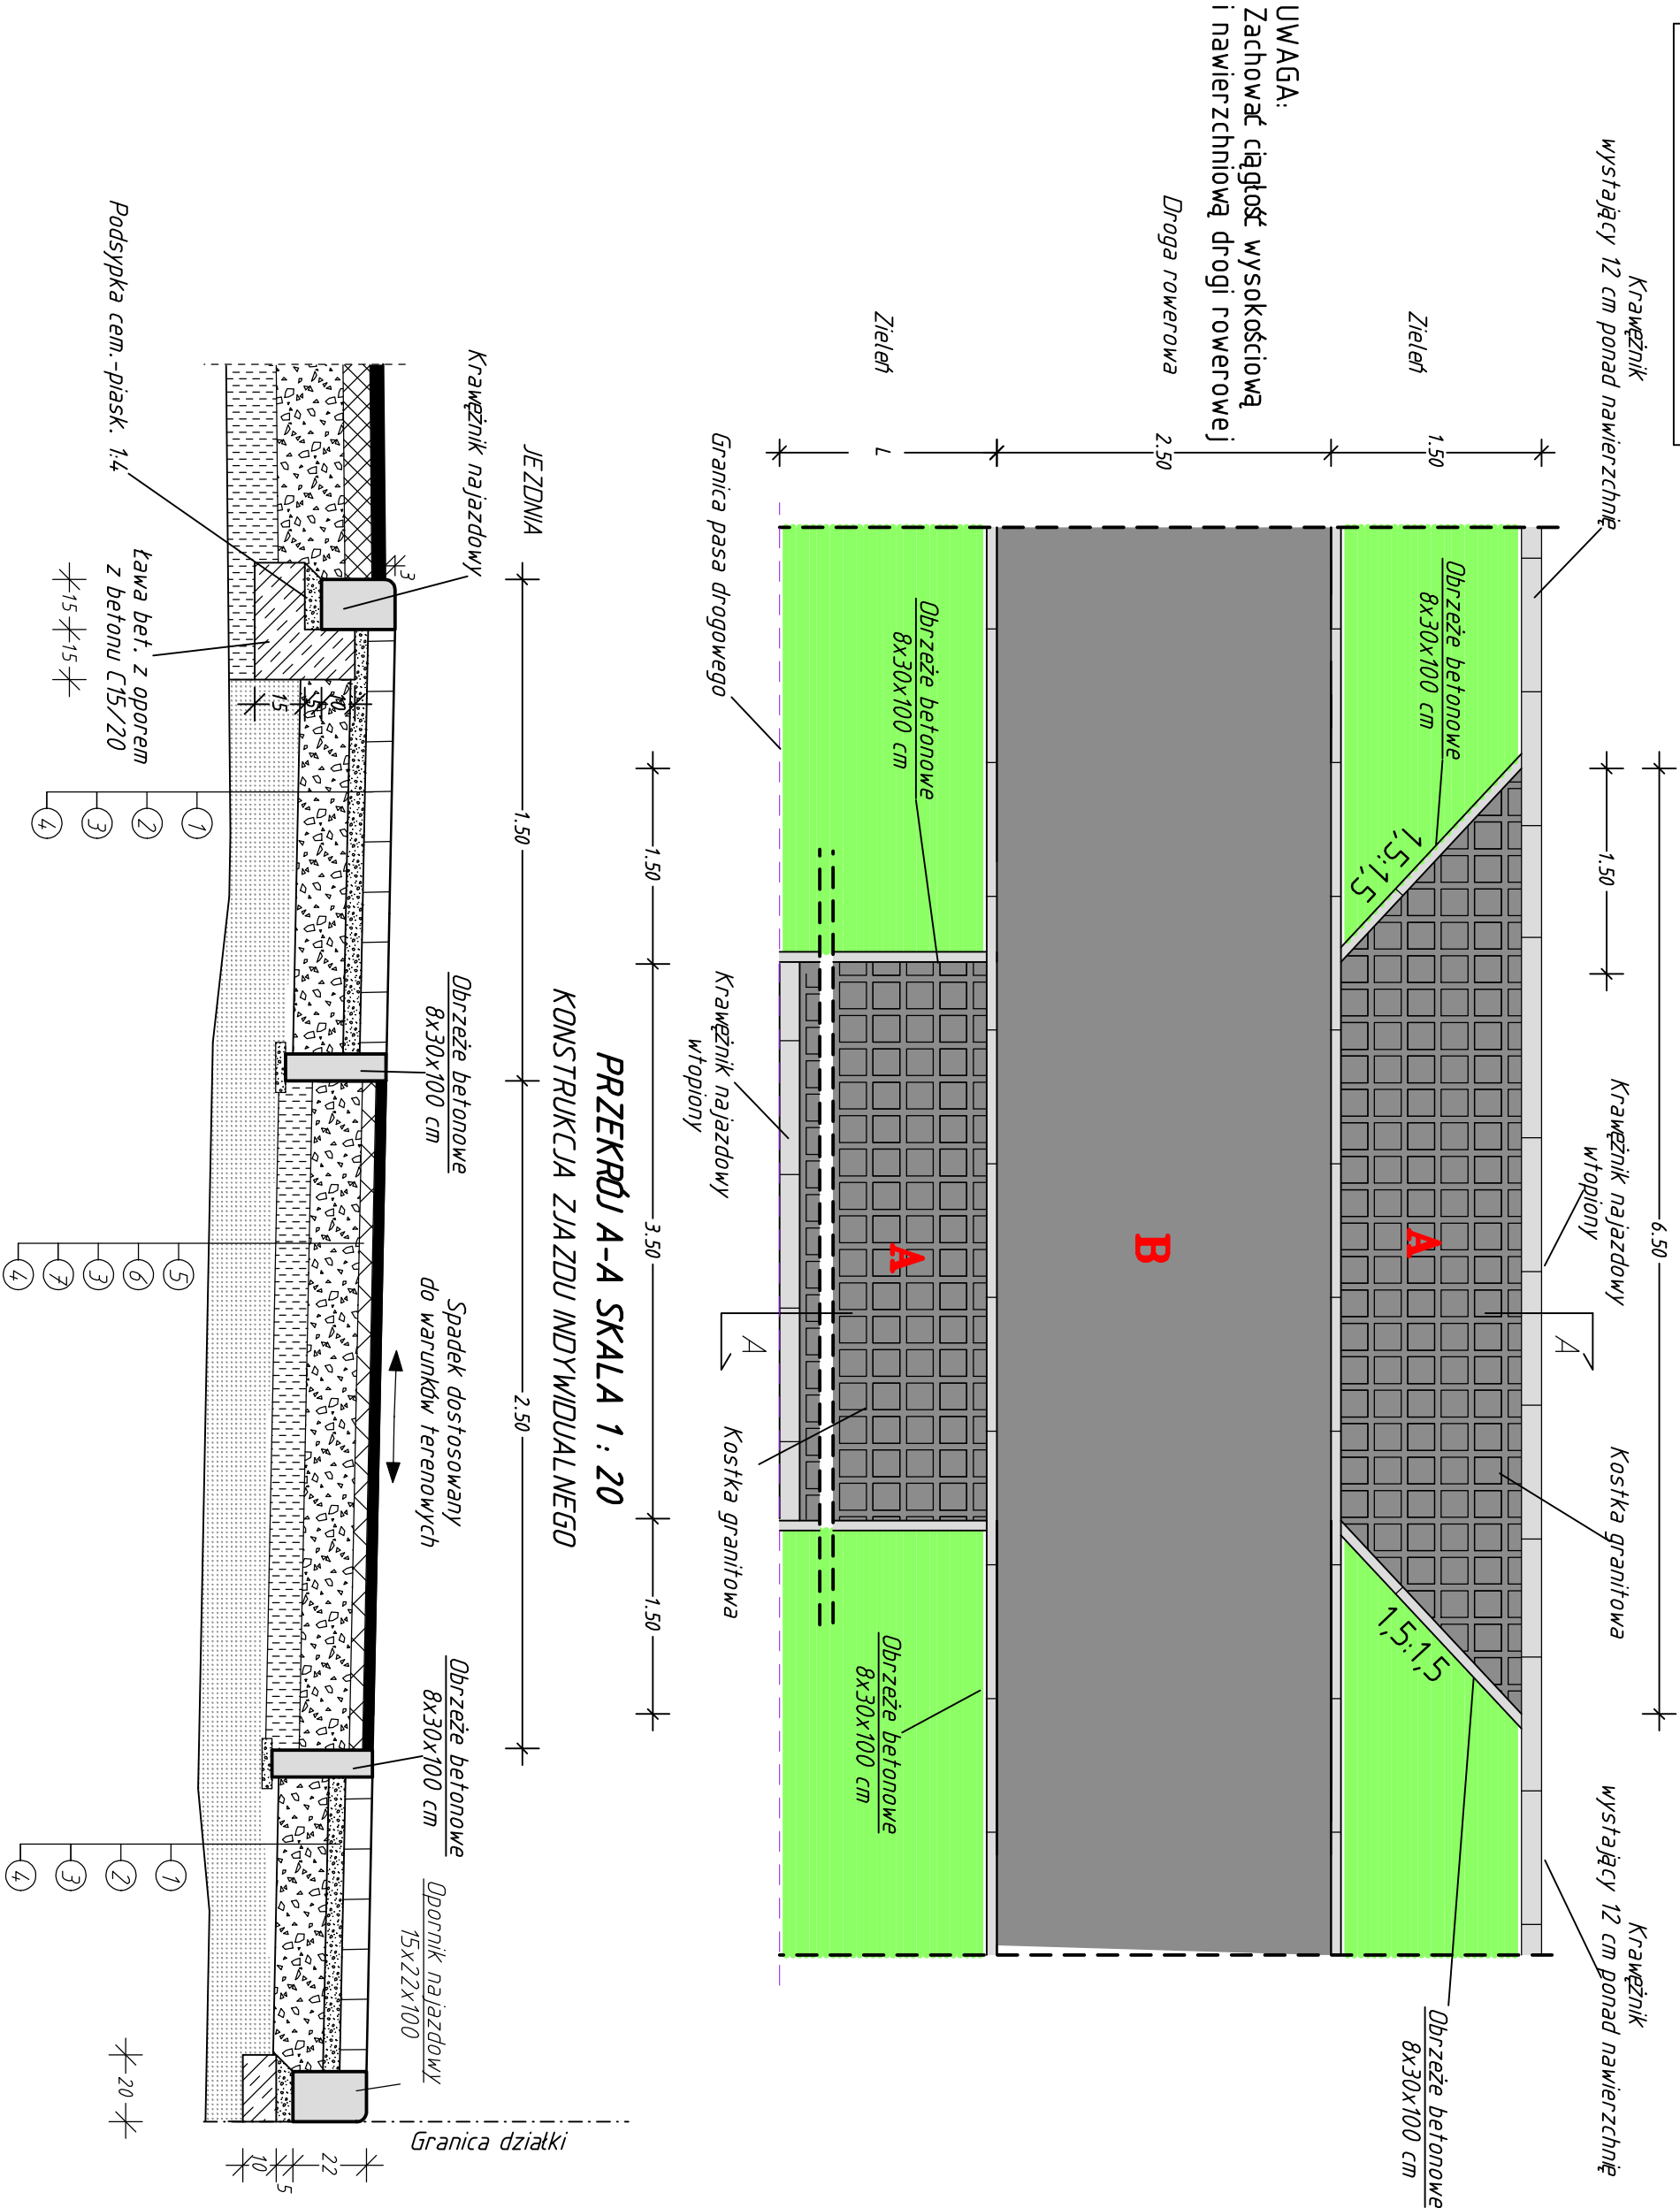 Krawężnik
wystający 12 cm ponad nawierzchnię
Krawężnik najazdowy
wtopiony
Kostka granitowa
Krawężnik
wystający 12 cm ponad nawierzchnię
6.50
1.50
Zieleń
1.50
Obrzeże betonowe
8x30x100 cm
1,5:1,5
A
A
1,5:1,5
Obrzeże betonowe
8x30x100 cm
UWAGA:
Zachować ciągłość wysokościową
i nawierzchniową drogi rowerowej
Droga rowerowa
2.50
B
Zieleń
L
Obrzeże betonowe
8x30x100 cm
A
Obrzeże betonowe
8x30x100 cm
Granica pasa drogowego
Krawężnik najazdowy
wtopiony
A
Kostka granitowa
1.50
3.50
1.50
PRZEKRÓJ A-A SKALA 1:20
KONSTRUKCJA ZJAZDU INDYWIDUALNEGO
JEZDNIA
1.50
2.50
Krawężnik najazdowy
Obrzeże betonowe
8x30x100 cm
Spadek dostosowany
do warunków terenowych
Obrzeże betonowe
8x30x100 cm
Opornik najazdowy
15x22x100
Granica działki
3
10
5
15
22
5
10
1
2
3
4
5
6
3
7
4
1
2
3
4
Podsypka cem.-piask. 1:4
Ława bet. z oporem
z betonu C15/20
15
15
20